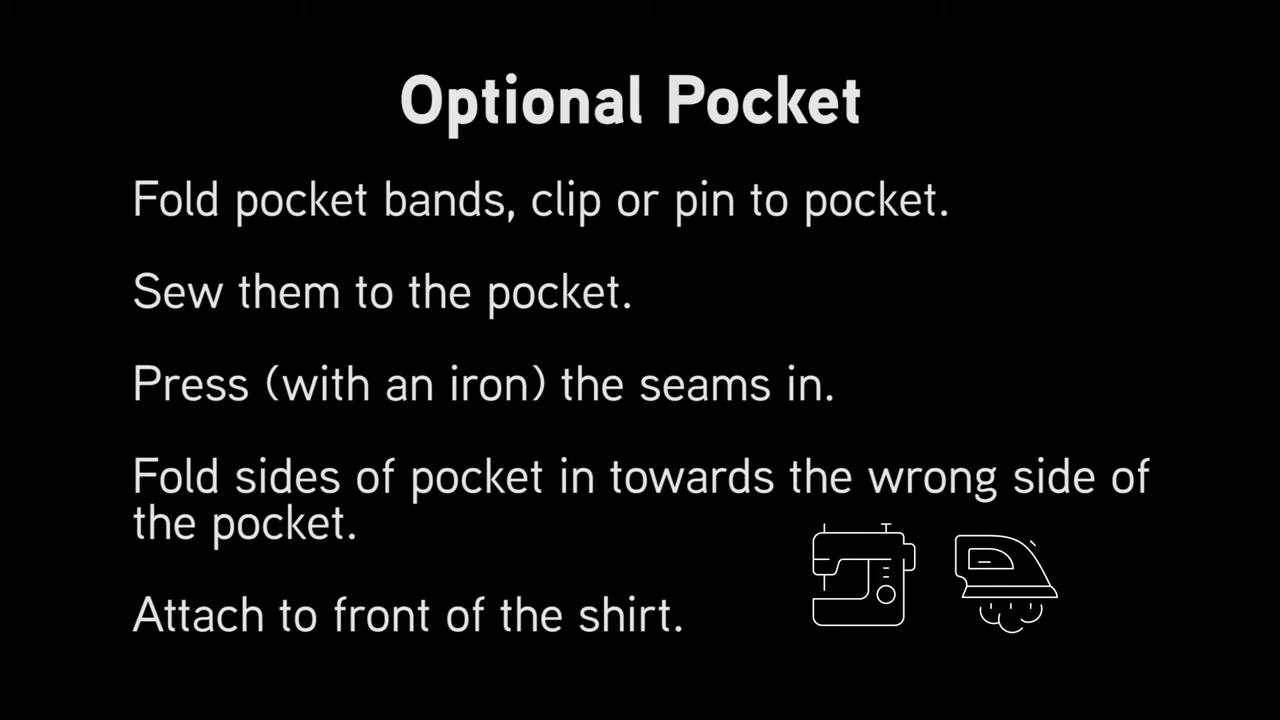 Optional Pocket
Fold pocket bands, clip or pin to pocket.
Sew them to the pocket.
Press (with an iron) the seams in.
Fold sides of pocket in towards the wrong side of
the pocket.
Attach to front of the shirt.